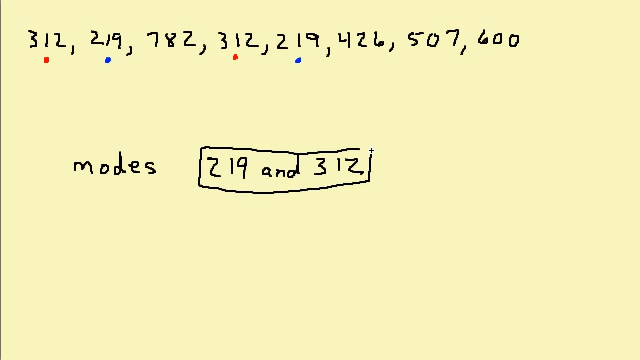 312, 219, 782, 312, 219, 426, 507, 600
modes 219 and 312